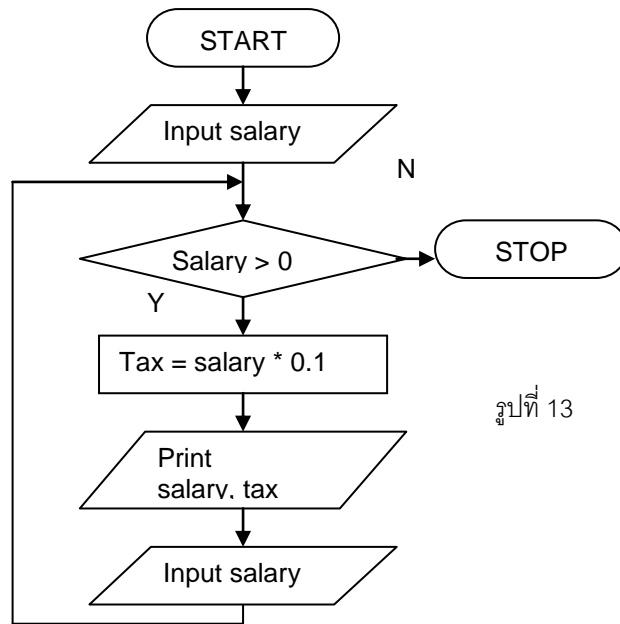 START
Input salary
N
Salary > 0
STOP
Y
Tax = salary * 0.1
รูปที่ 13
Print
salary, tax
Input salary